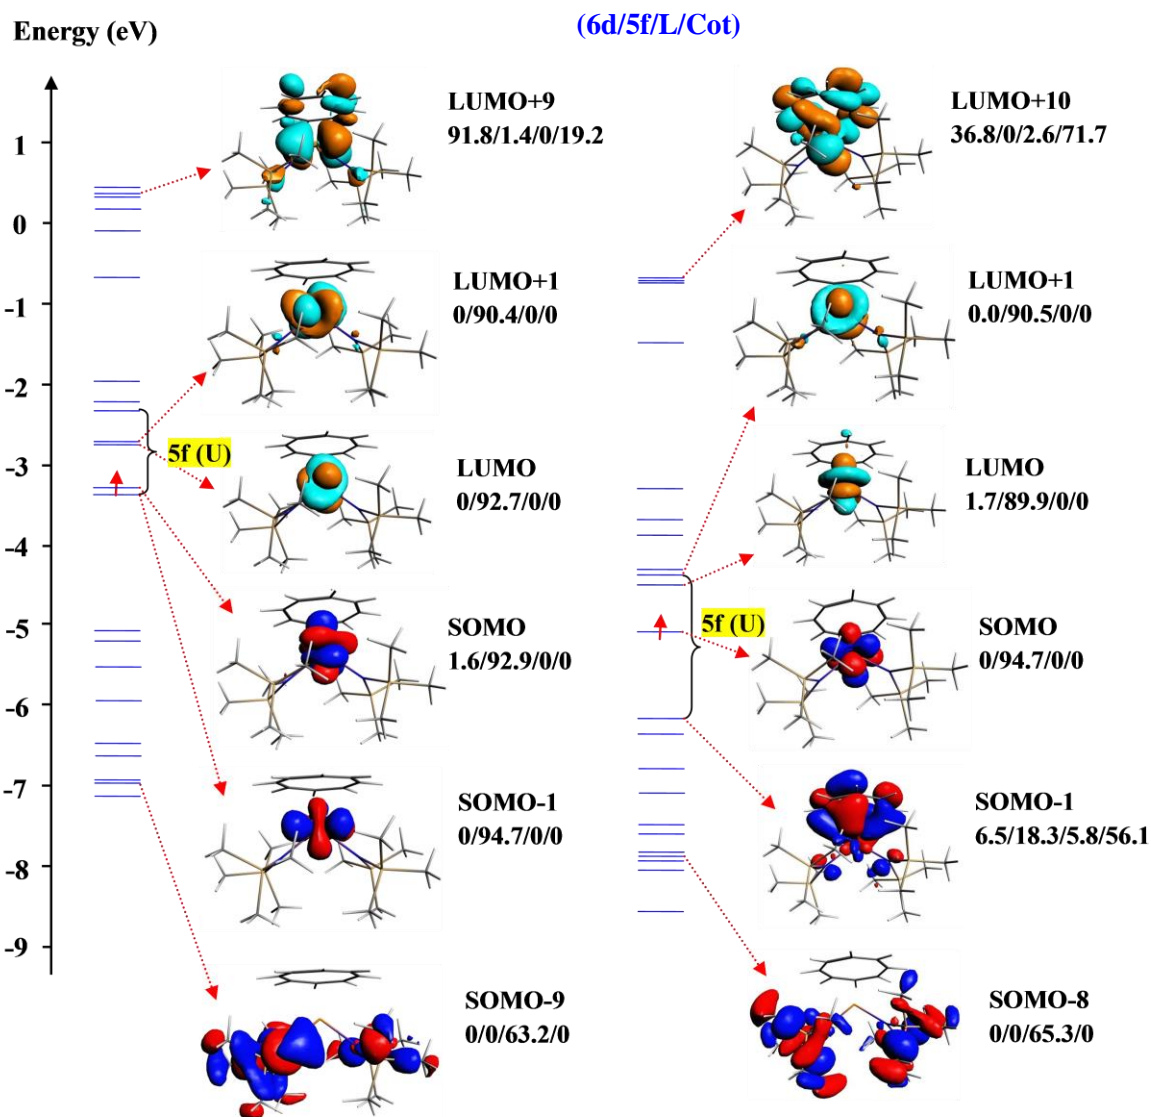 Energy (eV)
(6d/5f/L/Cot)
1
0
-1
-2
-3
-4
-5
-6
-7
-8
-9
LUMO+9
91.8/1.4/0/19.2
LUMO+1
0/90.4/0/0
5f (U)
LUMO
0/92.7/0/0
SOMO
1.6/92.9/0/0
SOMO-1
0/94.7/0/0
SOMO-9
0/0/63.2/0
LUMO+10
36.8/0/2.6/71.7
LUMO+1
0.0/90.5/0/0
LUMO
1.7/89.9/0/0
5f (U)
SOMO
0/94.7/0/0
SOMO-1
6.5/18.3/5.8/56.1
SOMO-8
0/0/65.3/0